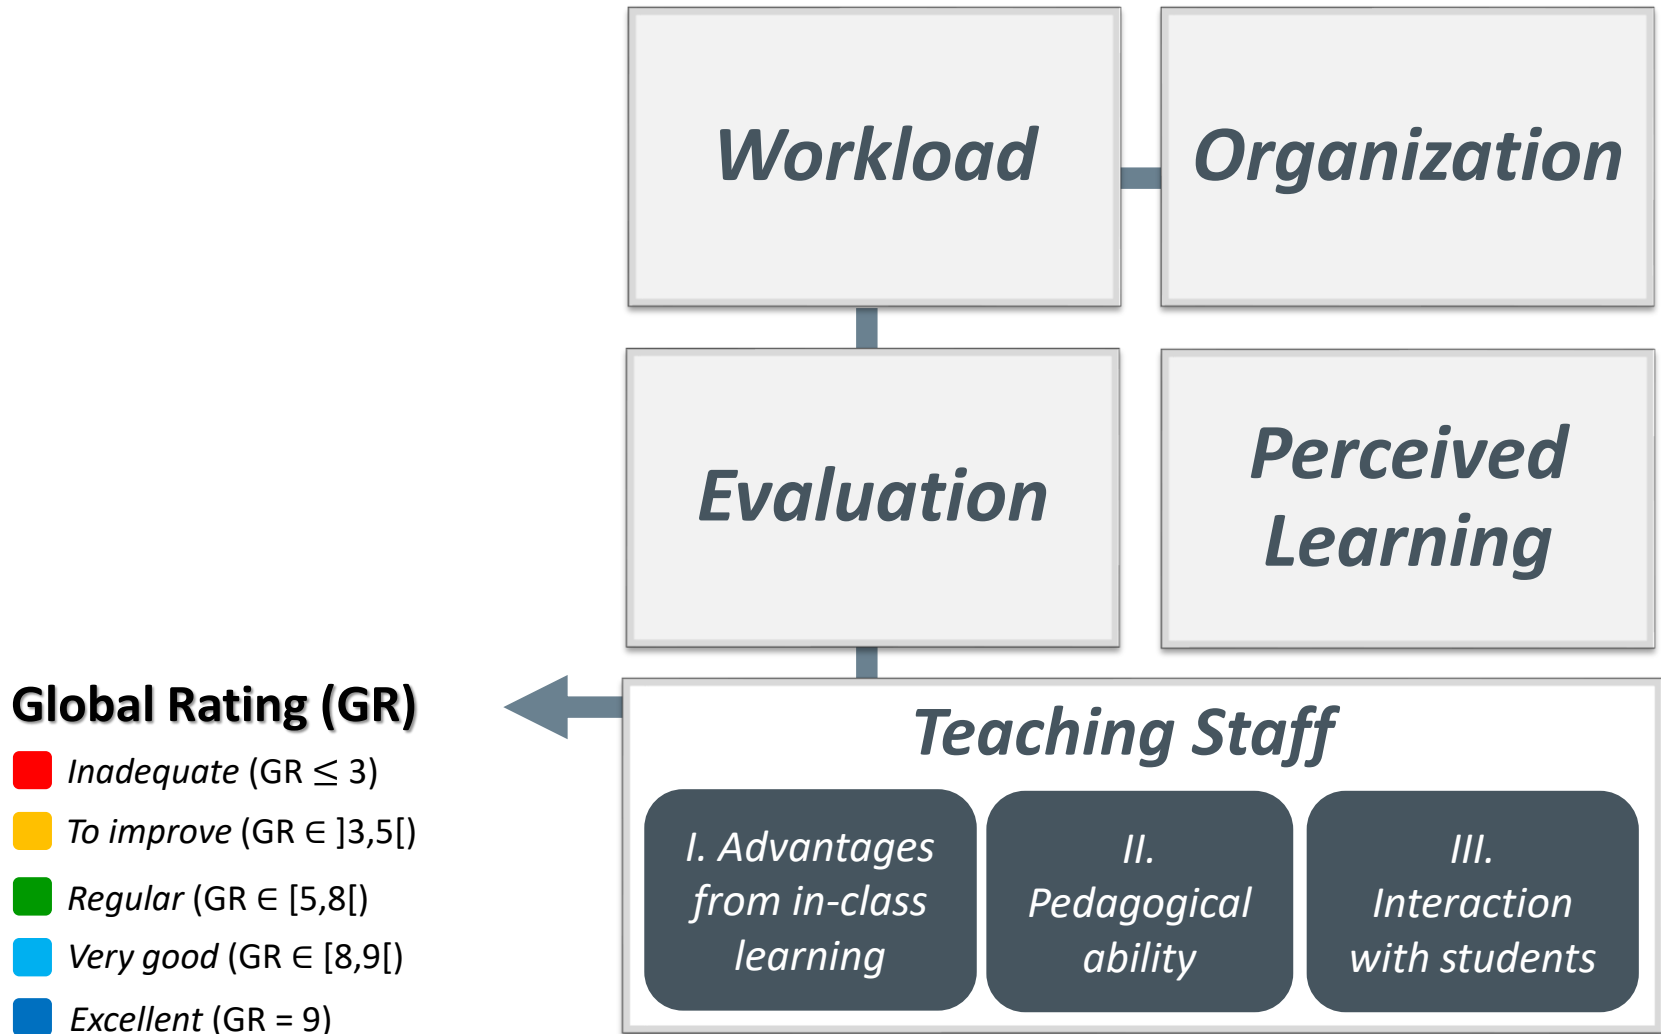 Workload
Organization
Evaluation
Perceived
Learning
Global Rating (GR)
Inadequate (GR ≤ 3)
To improve (GR ∈ ]3,5[)
Regular (GR ∈ [5,8[)
Very good (GR ∈ [8,9[)
Excellent (GR = 9)
Teaching Staff
I. Advantages
from in-class
learning
II.
Pedagogical
ability
III.
Interaction
with students